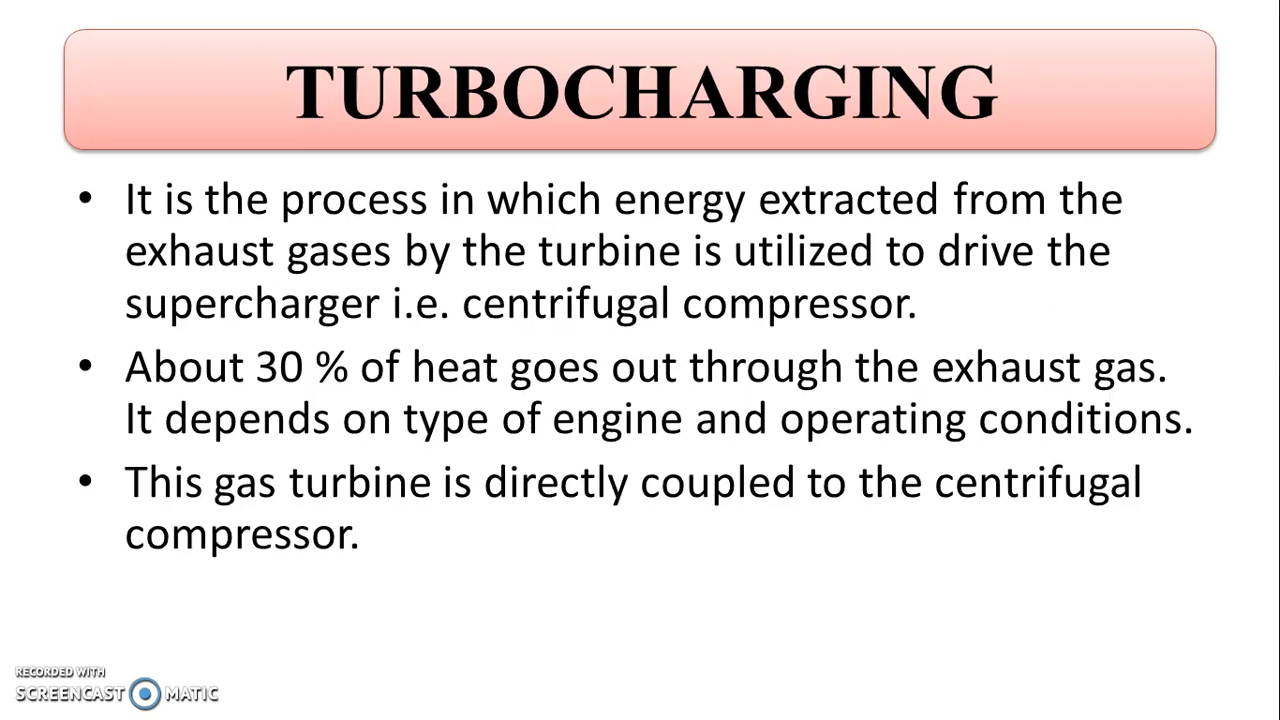 TURBOCHARGING
• It is the process in which energy extracted from the
exhaust gases by the turbine is utilized to drive the
supercharger i.e. centrifugal compressor.
• About 30 % of heat goes out through the exhaust gas.
It depends on type of engine and operating conditions.
• This gas turbine is directly coupled to the centrifugal
compressor.
RECORDED WITH
SCREENCAST MATIC